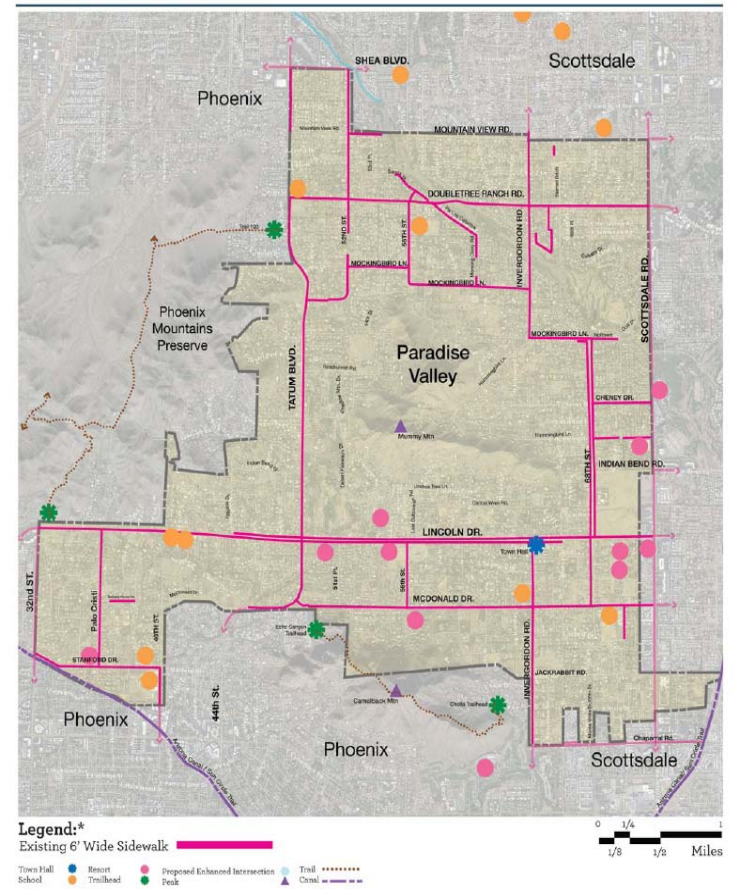 SHEA BLVD.
Scottsdale
Phoenix
Mountain View Rd.
MOUNTAIN VIEW RD.
DOUBLETREE RANCH RD.
52ND ST.
56TH ST.
INVERGORDON RD
SCOTTSDALE RD.
MOCKINGBIRD LN.
MOCKINGBIRD LN.
Phoenix
Mountains
Preserve
MOCKINGBIRD LN.
TATUM BLVD.
Paradise
Valley
CHENEY DR.
Mummy Mtn
68TH ST.
INDIAN BEND RD.
LINCOLN DR.
Town Hall
32nd ST.
Palo Cristi
40TH ST.
MCDONALD DR.
Echo Canyon
Trailhead
STANFORD DR.
44th St.
INVERGORDON RD.
JACKRABBIT RD.
Camelback Mtn
Cholla Trailhead
Phoenix
Phoenix
Chaparral Rd.
Scottsdale
Legend:*
Existing 6' Wide Sidewalk
0 1/4 1
1/8 1/2 Miles
Town Hall Resort Proposed Enhanced Intersection Trail
School Trailhead Peak Canal